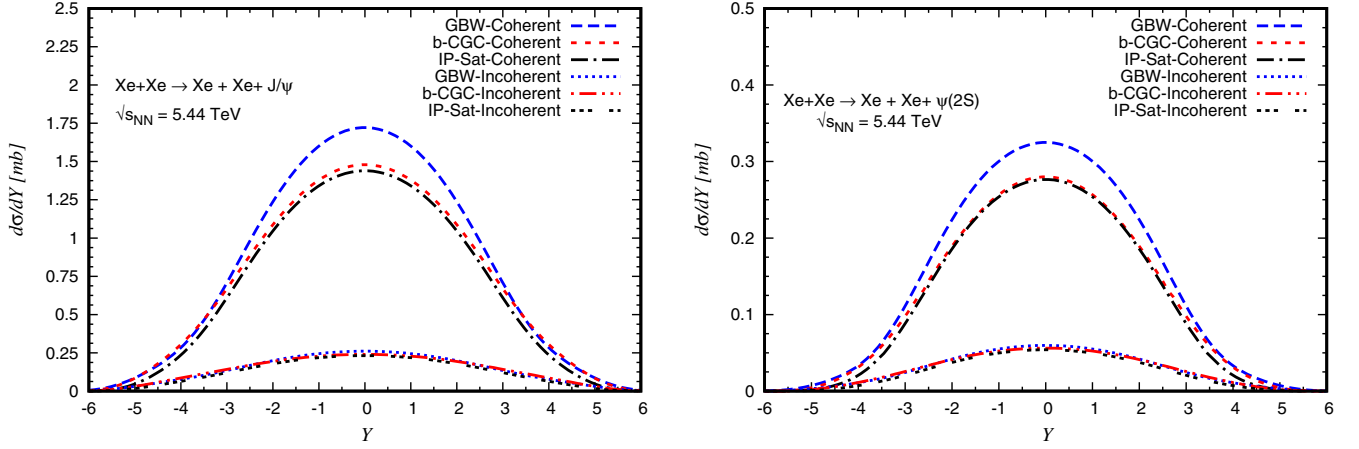 2.5
2.25
2
1.75
1.5
1.25
1
0.75
0.5
0.25
0
dσ/dY [mb]
GBW-Coherent
b-CGC-Coherent
IP-Sat-Coherent
GBW-Incoherent
b-CGC-Incoherent
IP-Sat-Incoherent
Xe+Xe → Xe + Xe+ J/ψ
√sNN = 5.44 TeV
-6 -5 -4 -3 -2 -1 0 1 2 3 4 5 6
Y
0.5
0.4
0.3
0.2
0.1
0
dσ/dY [mb]
GBW-Coherent
b-CGC-Coherent
IP-Sat-Coherent
GBW-Incoherent
b-CGC-Incoherent
IP-Sat-Incoherent
Xe+Xe → Xe + Xe+ ψ(2S)
√sNN = 5.44 TeV
-6 -5 -4 -3 -2 -1 0 1 2 3 4 5 6
Y